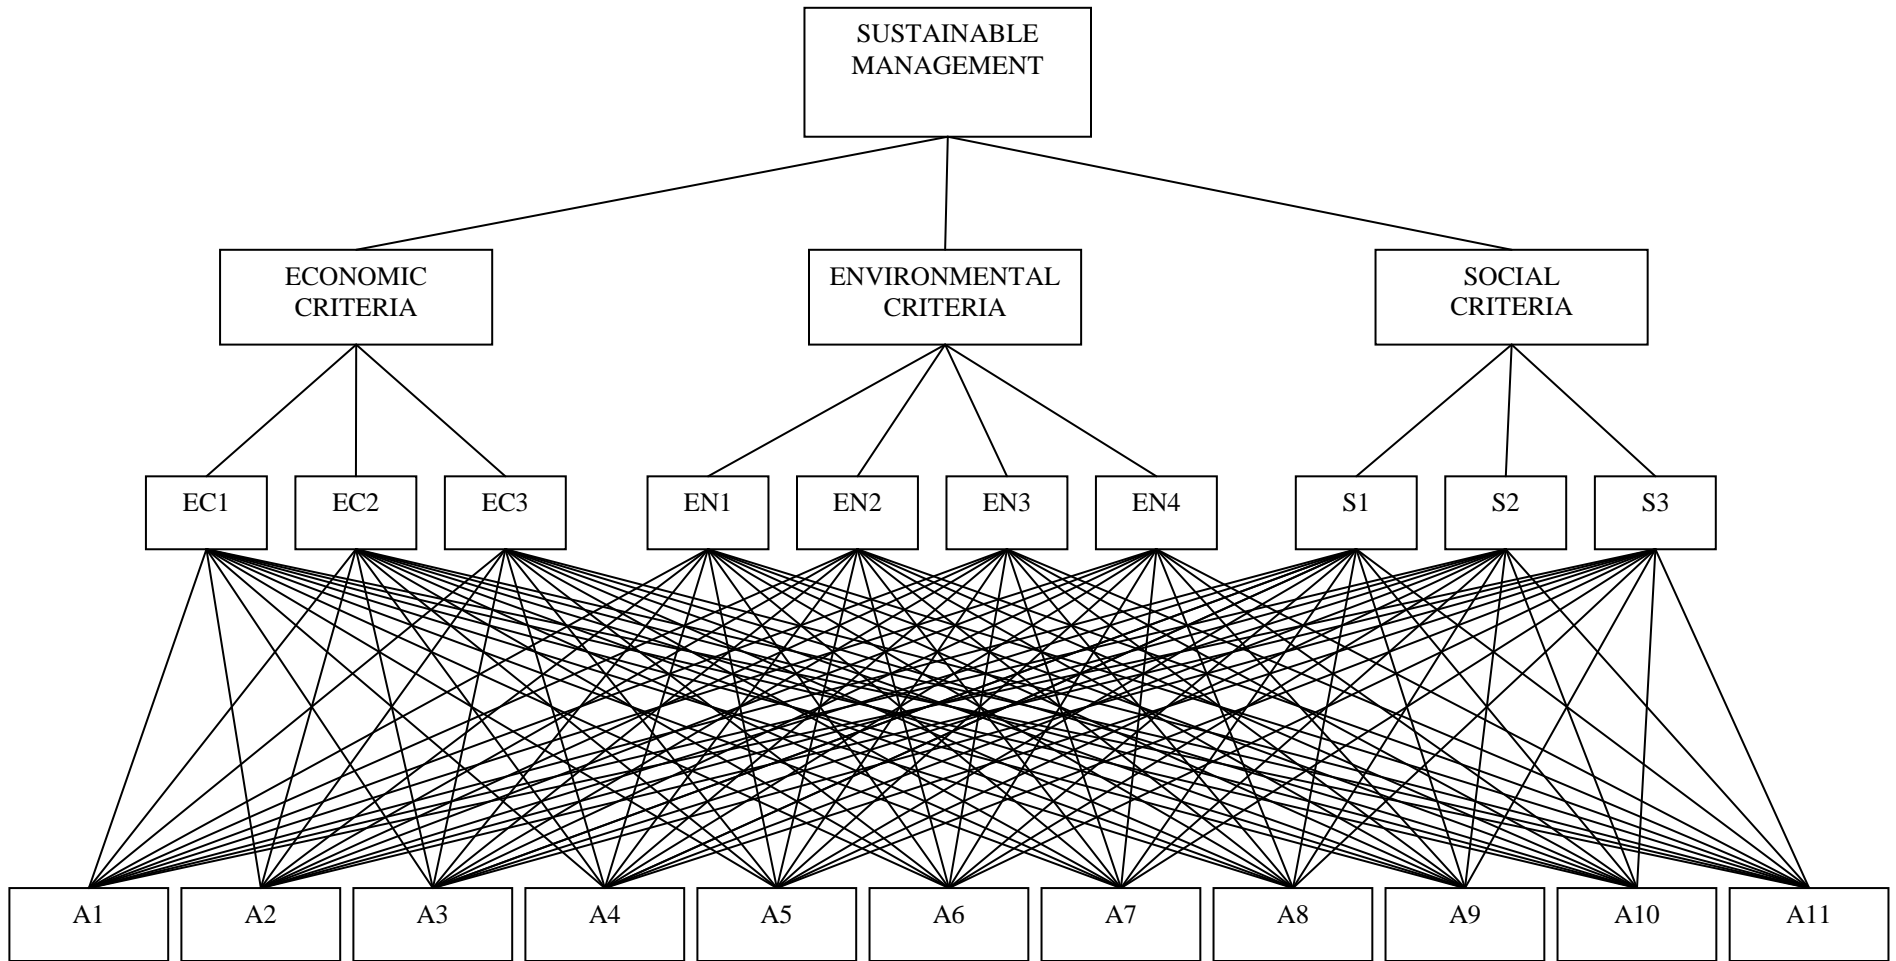 SUSTAINABLE
MANAGEMENT
ECONOMIC
CRITERIA
ENVIRONMENTAL
CRITERIA
SOCIAL
CRITERIA
EC1
EC2
EC3
EN1
EN2
EN3
EN4
S1
S2
S3
A1
A2
A3
A4
A5
A6
A7
A8
A9
A10
A11